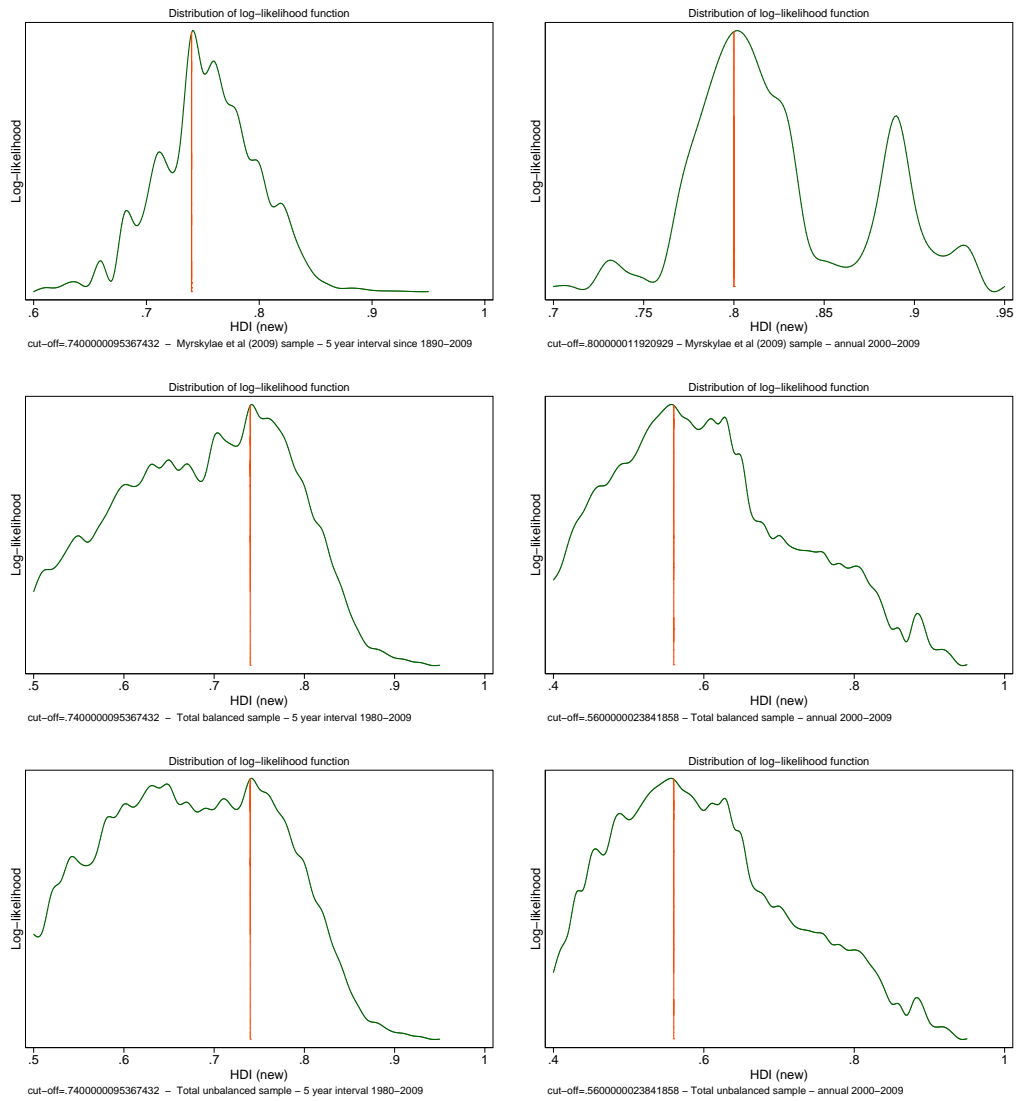 Distribution of log−likelihood function
Log−likelihood
.6 .7 .8 .9 1
HDI (new)
cut−off=.7400000095367432 − Myrskylae et al (2009) sample − 5 year interval since 1890−2009
Distribution of log−likelihood function
Log−likelihood
.7 .75 .8 .85 .9 .95
HDI (new)
cut−off=.800000011920929 − Myrskylae et al (2009) sample − annual 2000−2009
Distribution of log−likelihood function
Log−likelihood
.5 .6 .7 .8 .9 1
HDI (new)
cut−off=.7400000095367432 − Total balanced sample − 5 year interval 1980−2009
Distribution of log−likelihood function
Log−likelihood
.4 .6 .8 1
HDI (new)
cut−off=.5600000023841858 − Total balanced sample − annual 2000−2009
Distribution of log−likelihood function
Log−likelihood
.5 .6 .7 .8 .9 1
HDI (new)
cut−off=.7400000095367432 − Total unbalanced sample − 5 year interval 1980−2009
Distribution of log−likelihood function
Log−likelihood
.4 .6 .8 1
HDI (new)
cut−off=.5600000023841858 − Total unbalanced sample − annual 2000−2009